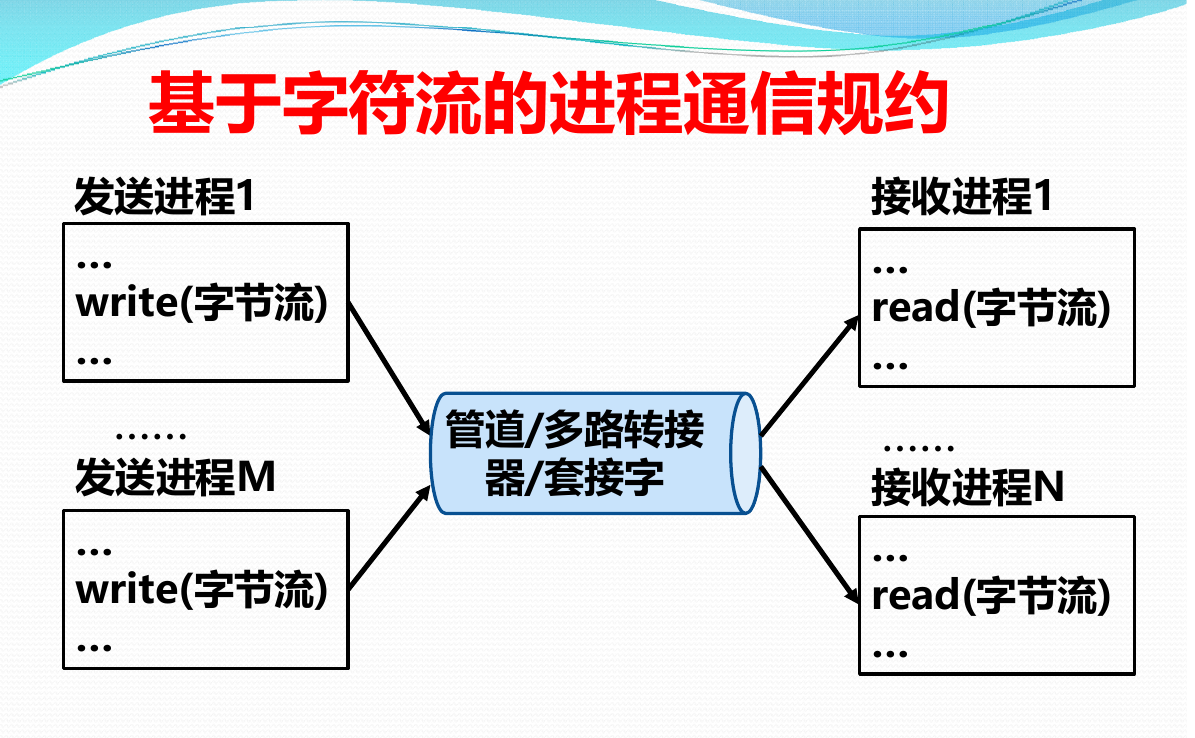 基于字符流的进程通信规约
发送进程1
...
write(字节流)
...
......
发送进程M
...
write(字节流)
...
管道/多路转接
器/套接字
接收进程1
...
read(字节流)
...
......
接收进程N
...
read(字节流)
...